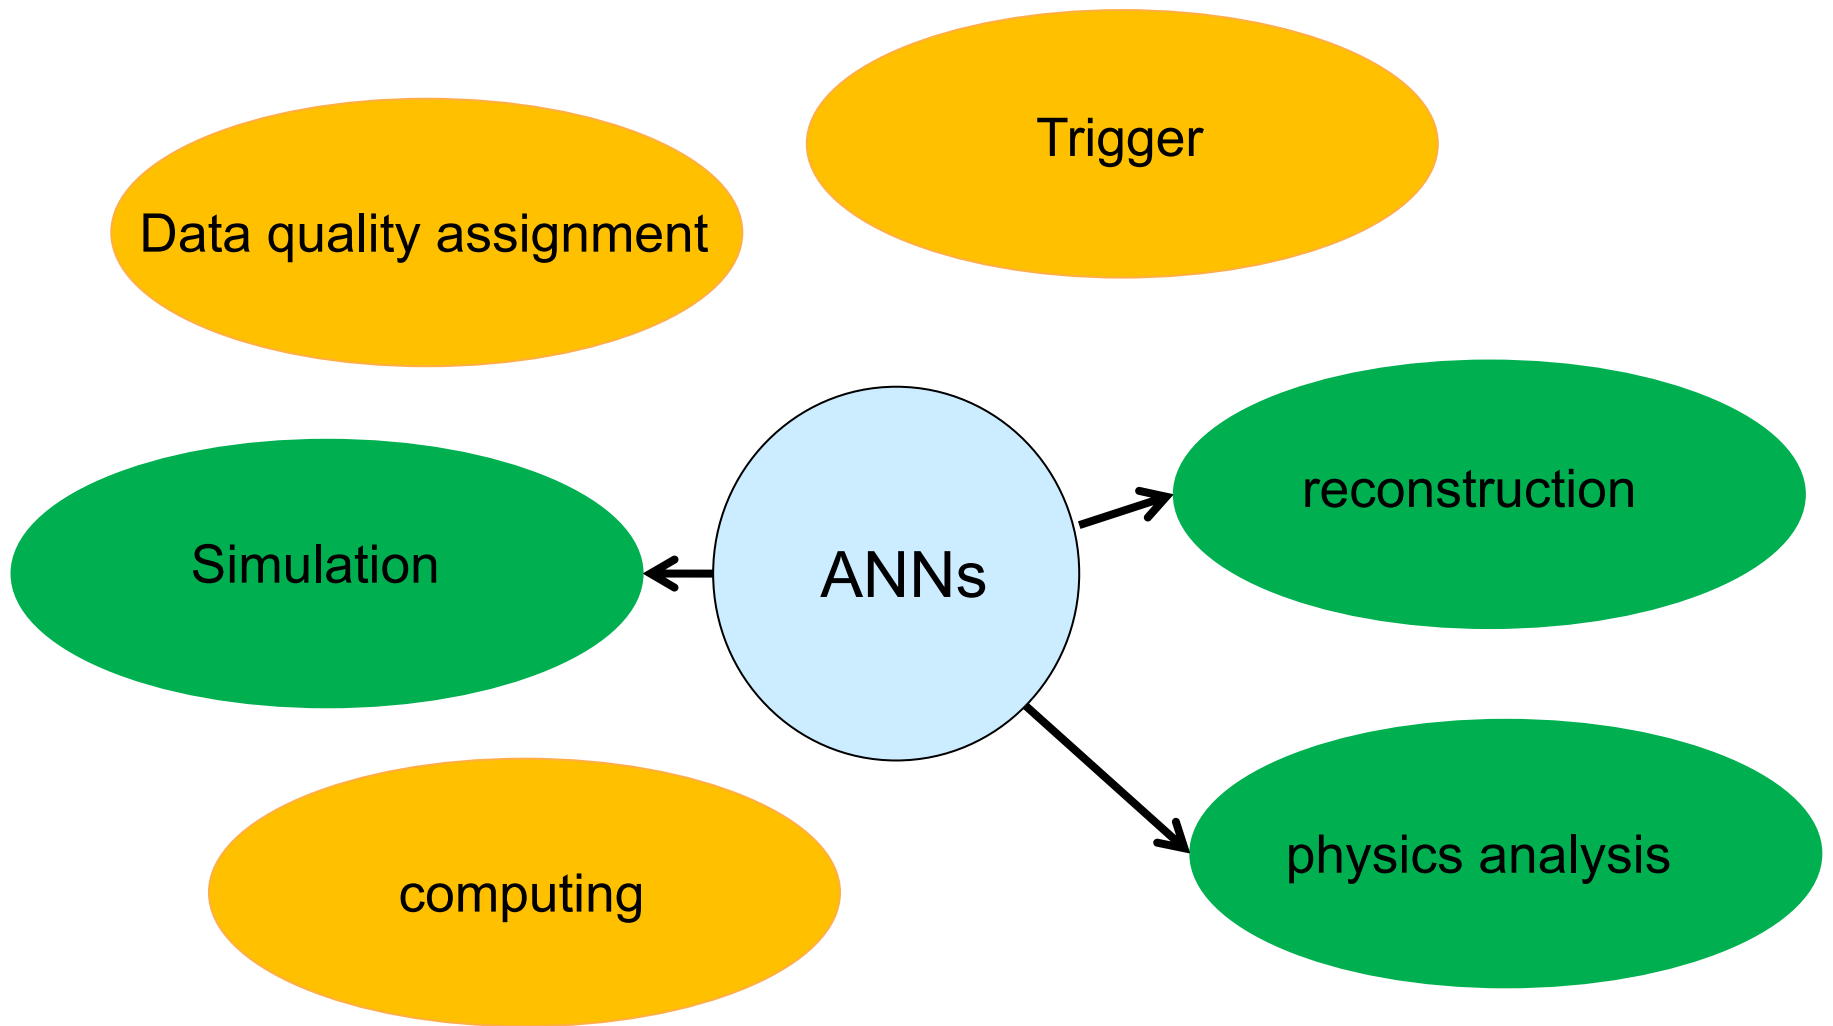 Trigger
Data quality assignment
reconstruction
Simulation
ANNs
physics analysis
computing